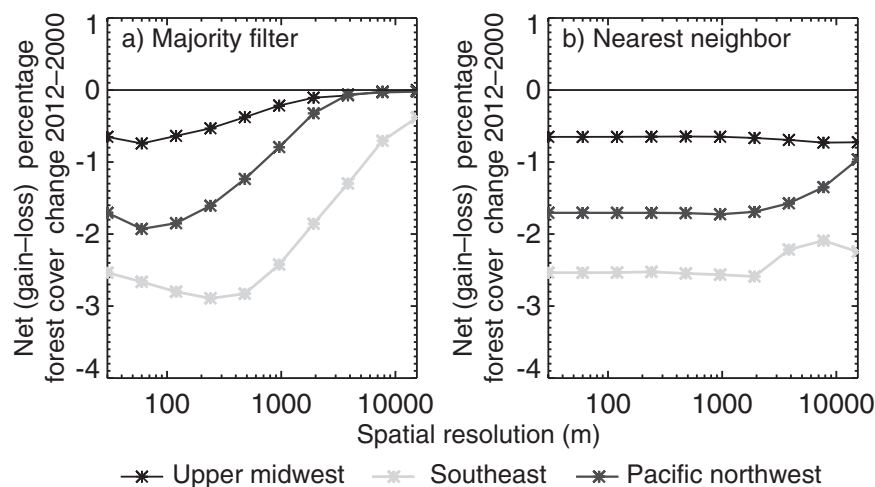 a) Majority filter
b) Nearest neighbor
Net (gain–loss) percentage
forest cover change 2012–2000
1
0
-1
-2
-3
-4
100
1000
10000
Net (gain–loss) percentage
forest cover change 2012–2000
1
0
-1
-2
-3
-4
100
1000
10000
Spatial resolution (m)
Upper midwest
Southeast
Pacific northwest